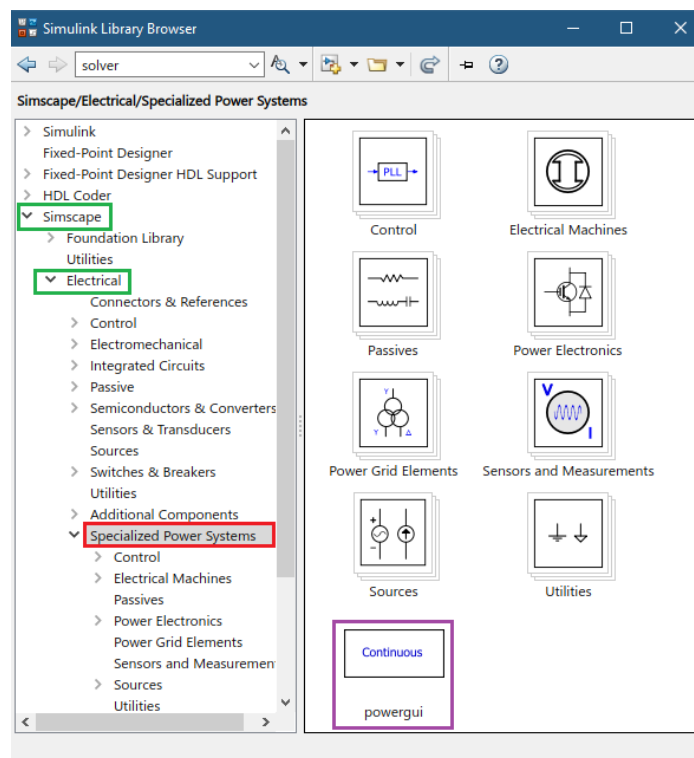 Simulink Library Browser
solver
Simscape/Electrical/Specialized Power Systems
Simulink
Fixed-Point Designer
Fixed-Point Designer HDL Support
HDL Coder
Simscape
Foundation Library
Utilities
Electrical
Connectors & References
Control
Electromechanical
Integrated Circuits
Passive
Semiconductors & Converters
Sensors & Transducers
Sources
Switches & Breakers
Utilities
Additional Components
Specialized Power Systems
Control
Electrical Machines
Passives
Power Electronics
Power Grid Elements
Sensors and Measuremen
Sources
Utilities
PLL
Control
Electrical Machines
Passives
Power Electronics
Y
Y Δ
Power Grid Elements
V
I
Sensors and Measurements
+
-
Sources
Utilities
Continuous
powergui